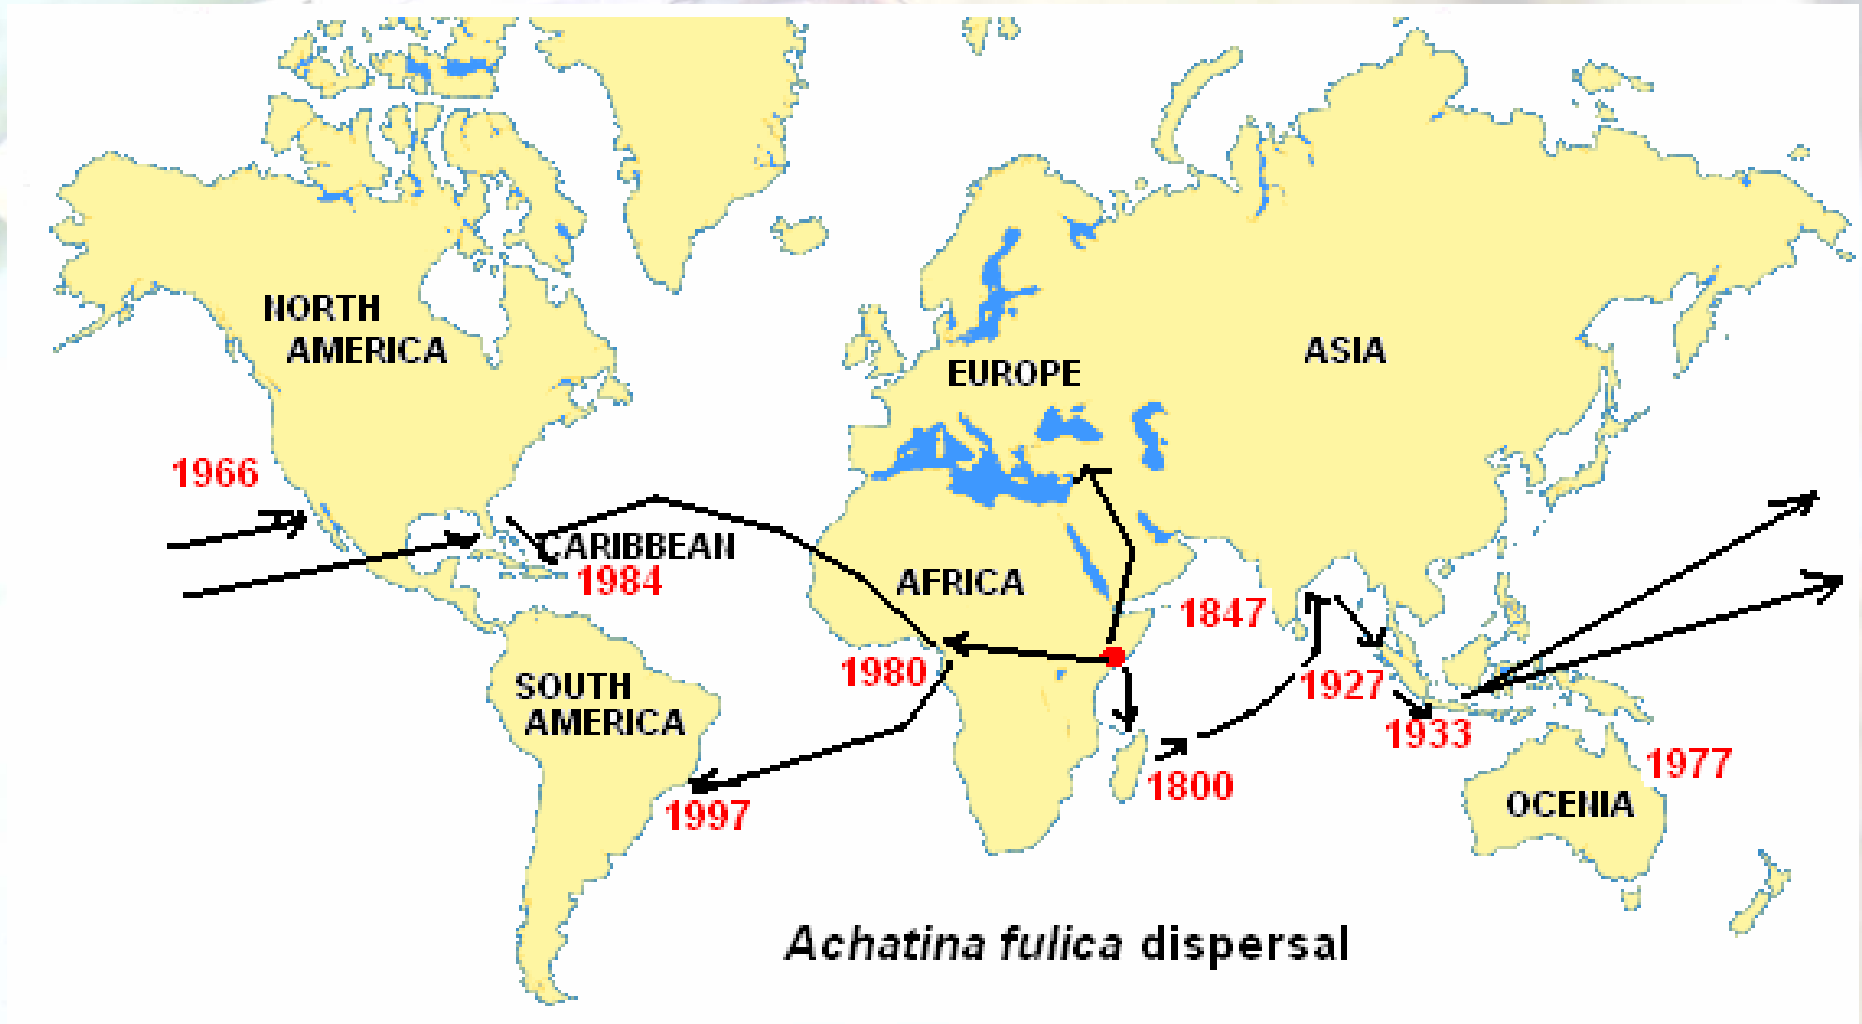 NORTH
AMERICA
ASIA
EUROPE
1966
CARIBBEAN
1984
AFRICA
1847
1980
SOUTH
AMERICA
1927
1933
1977
1800
1997
OCENIA
Achatina fulica dispersal